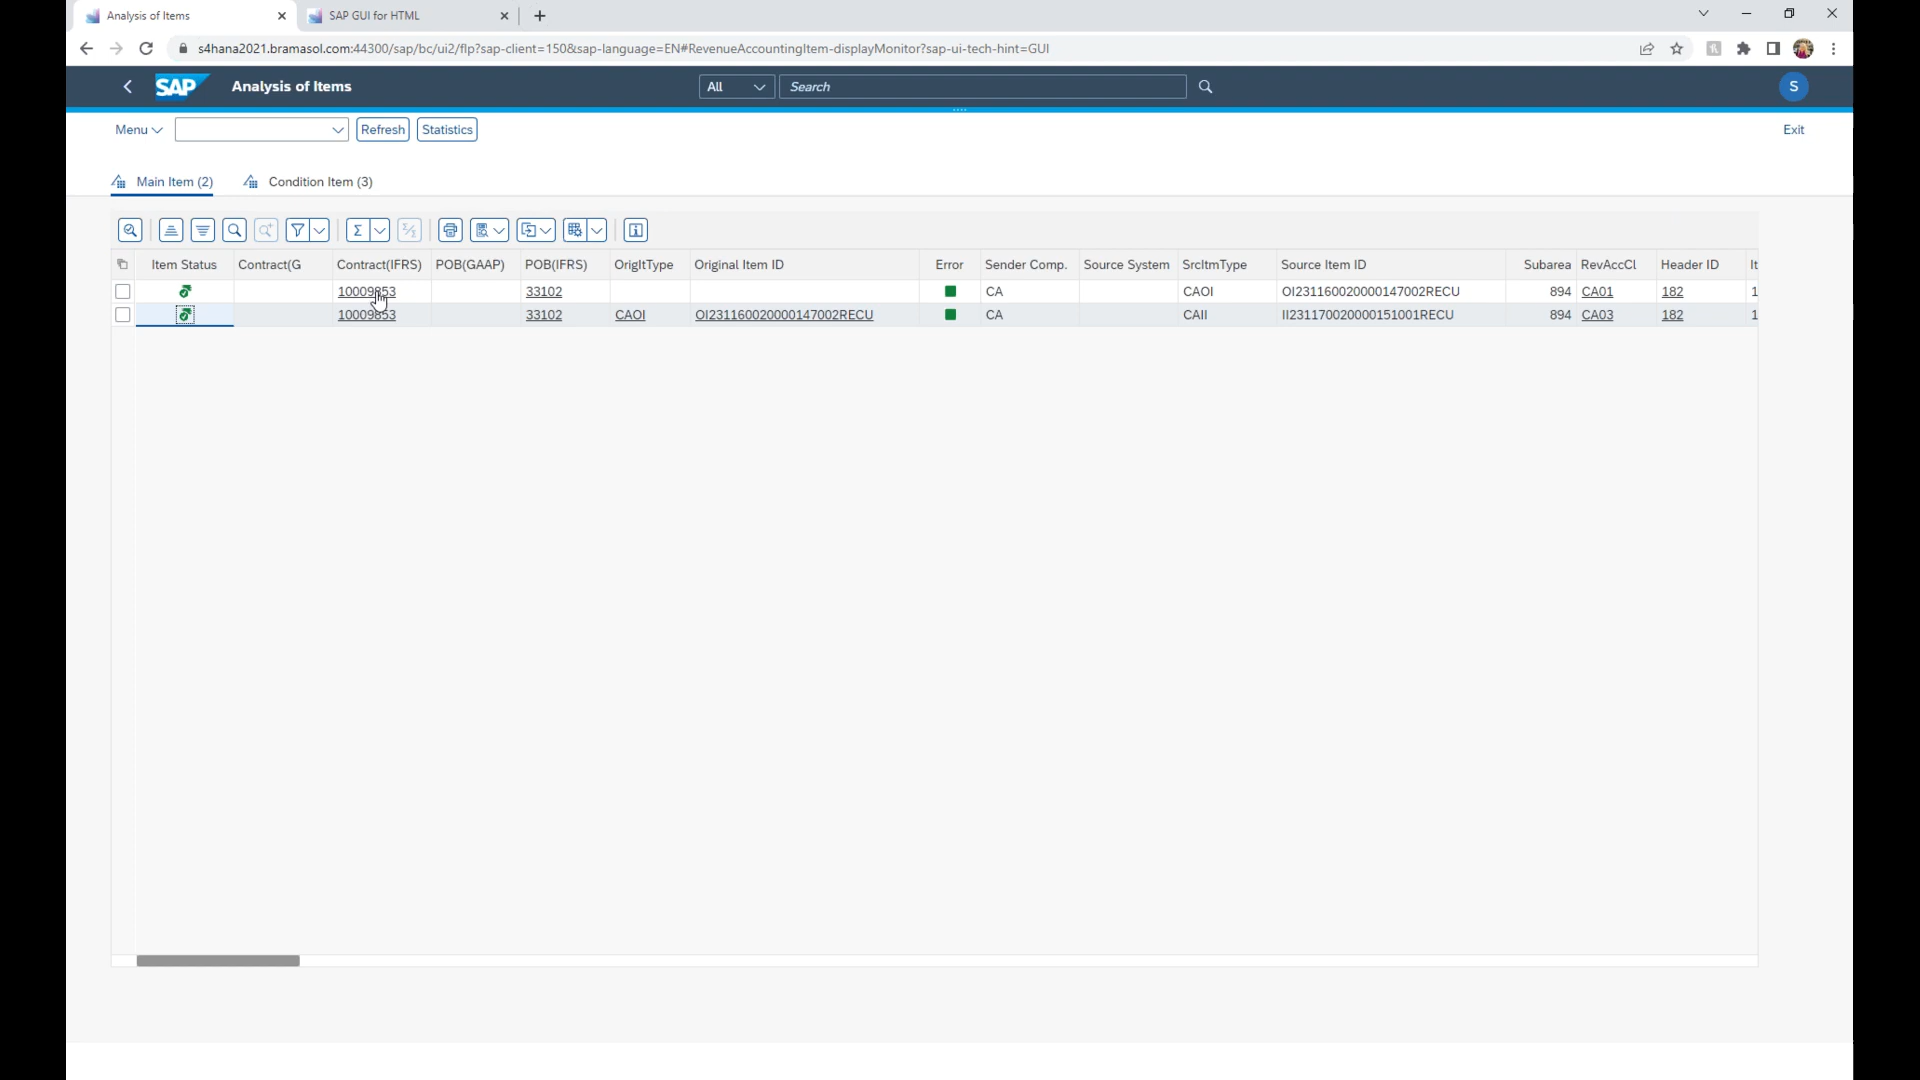 Analysis of Items
SAP GUI for HTML
s4hana2021.bramasol.com:44300/sap/bc/ui2/flp?sap-client=150&sap-language=EN#RevenueAccountingItem-displayMonitor?sap-ui-tech-hint=GUI
SAP Analysis of Items All Search S
Menu Refresh Statistics Exit
Main Item (2) Condition Item (3)
Item Status Contract(G Contract(IFRS) POB(GAAP) POB(IFRS) OrigItType Original Item ID Error Sender Comp. Source System SrcItmType Source Item ID Subarea RevAccCl Header ID It
10009853 33102 CA CAOI OI231160020000147002RECU 894 CA01 182 1
10009853 33102 CAOI OI231160020000147002RECU CA CAII II231170020000151001RECU 894 CA03 182 1